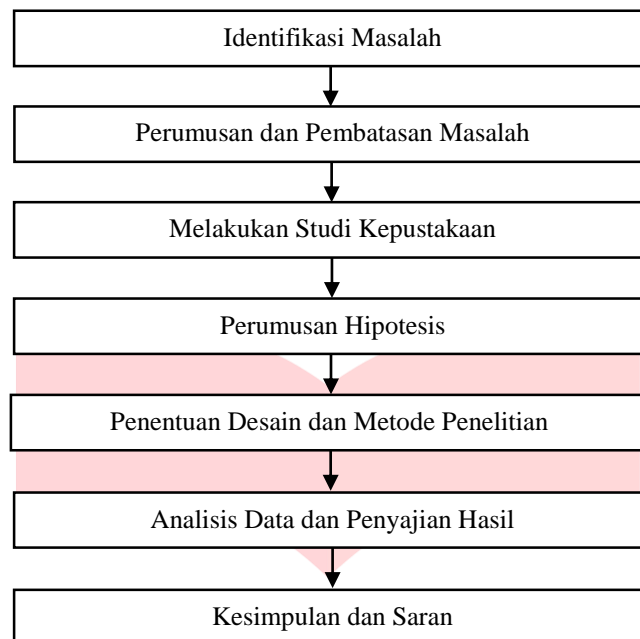 Identifikasi Masalah
Perumusan dan Pembatasan Masalah
Melakukan Studi Kepustakaan
Perumusan Hipotesis
Penentuan Desain dan Metode Penelitian
Analisis Data dan Penyajian Hasil
Kesimpulan dan Saran